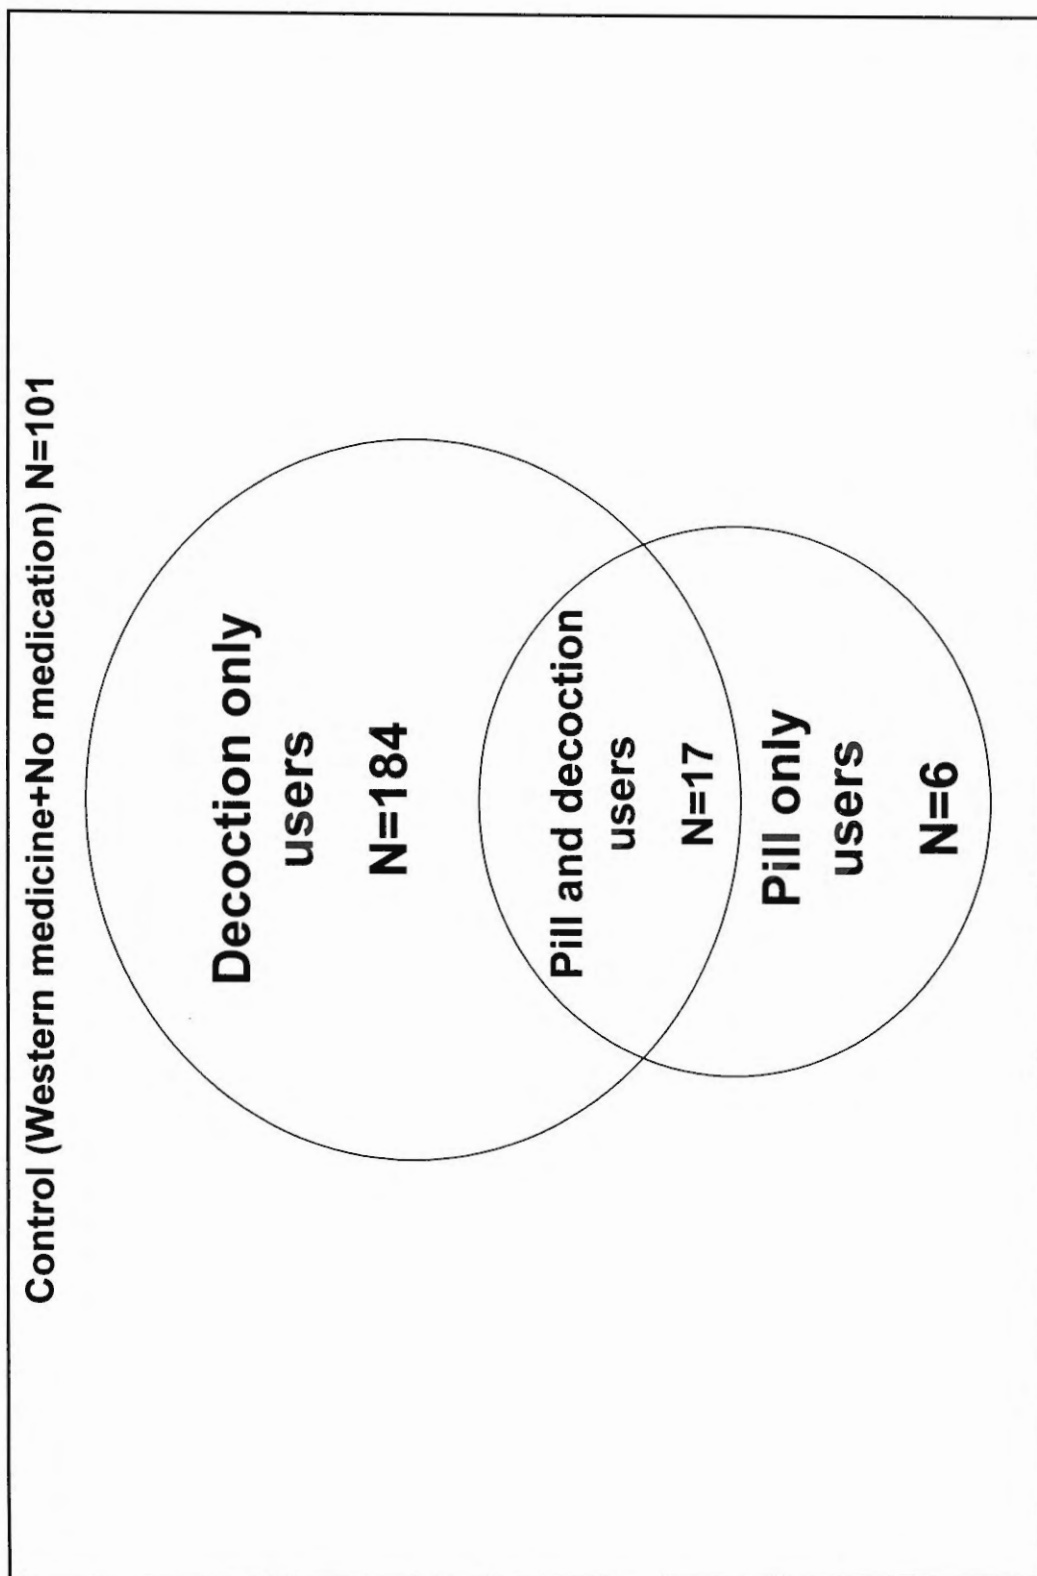 Control (Western medicine+No medication) N=101
Decoction only
users
N=184
Pill and decoction
users
N=17
Pill only
users
N=6